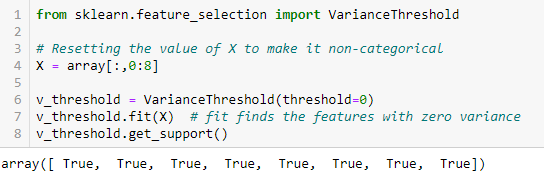 1 from sklearn.feature_selection import VarianceThreshold
2
3 # Resetting the value of X to make it non-categorical
4 X = array[:,0:8]
5
6 v_threshold = VarianceThreshold(threshold=0)
7 v_threshold.fit(X)  # fit finds the features with zero variance
8 v_threshold.get_support()
array([ True,  True,  True,  True,  True,  True,  True,  True])